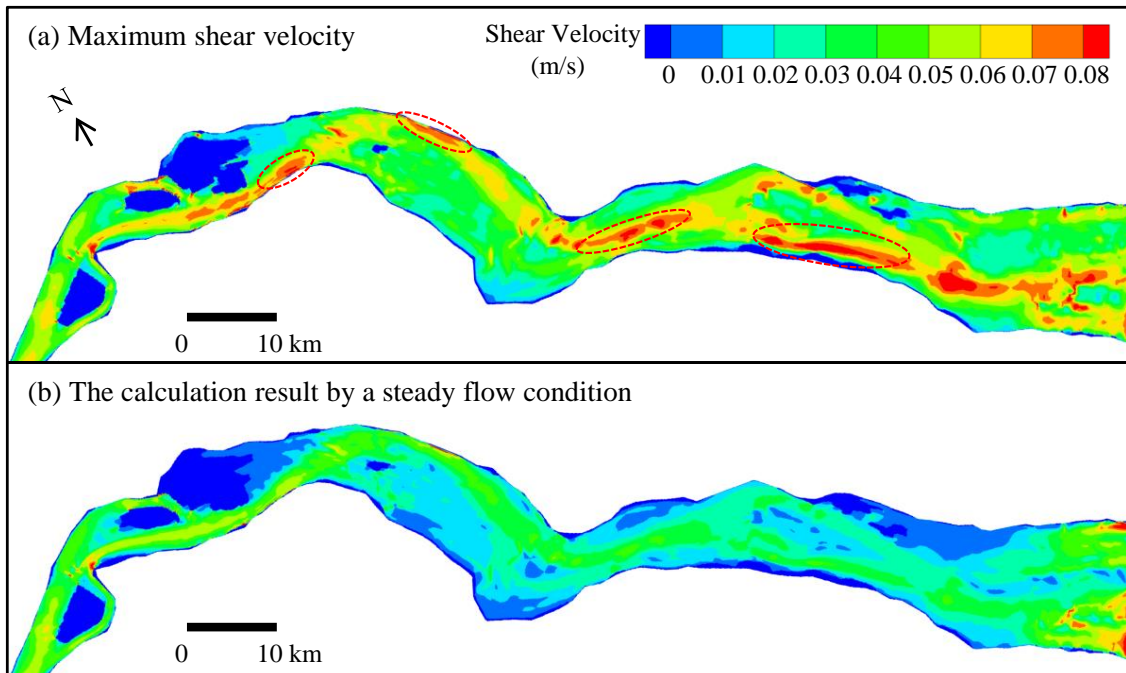 (a) Maximum shear velocity
Shear Velocity
(m/s)
0 0.01 0.02 0.03 0.04 0.05 0.06 0.07 0.08
N
0 10 km
(b) The calculation result by a steady flow condition
0 10 km